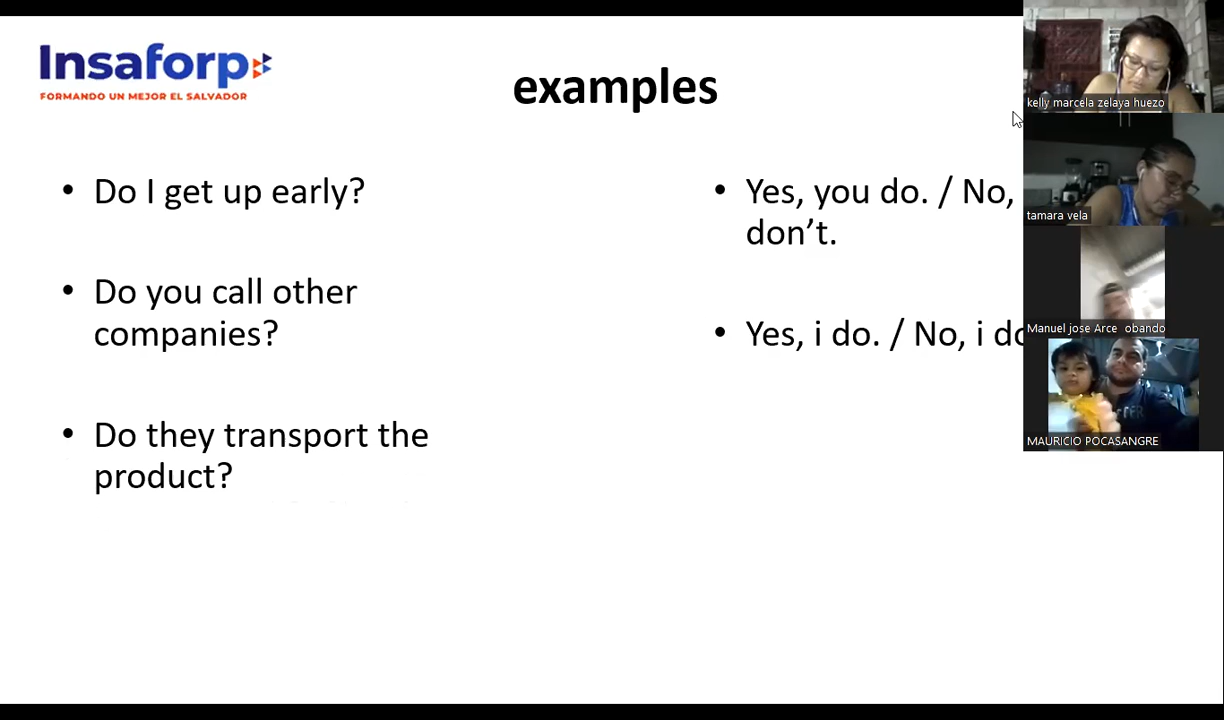 Insaforp
FORMANDO UN MEJOR EL SALVADOR
examples
• Do I get up early?
• Do you call other
companies?
• Do they transport the
product?
• Yes, you do. / No,
don’t.
• Yes, i do. / No, i do
kelly marcela zelaya huezo
tamara vela
Manuel jose Arce obando
MAURICIO POCASANGRE